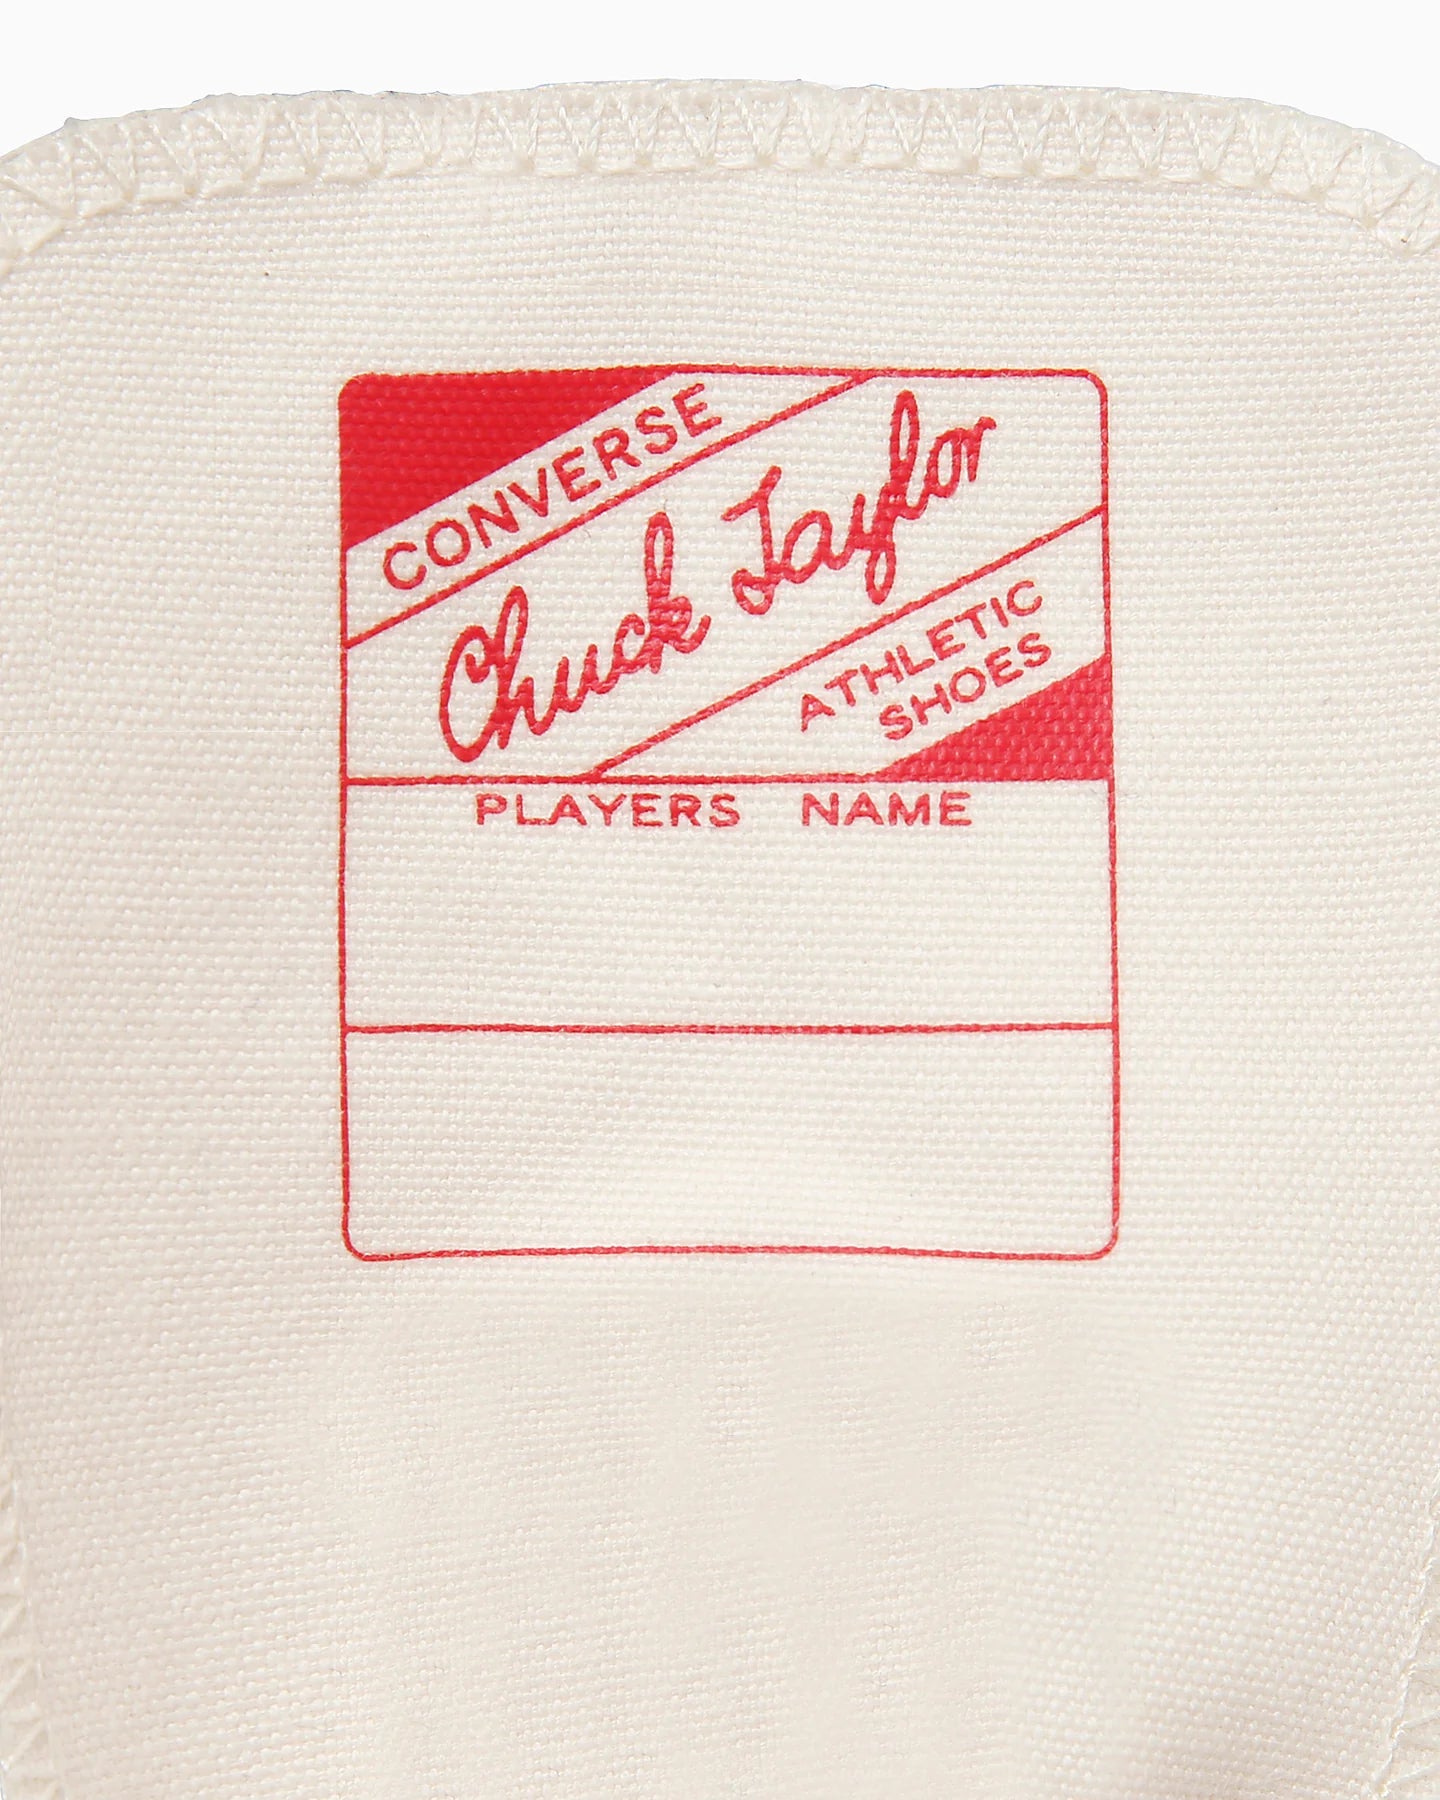 CONVERSE
Chuck Taylor
ATHLETIC
SHOES
PLAYERS NAME